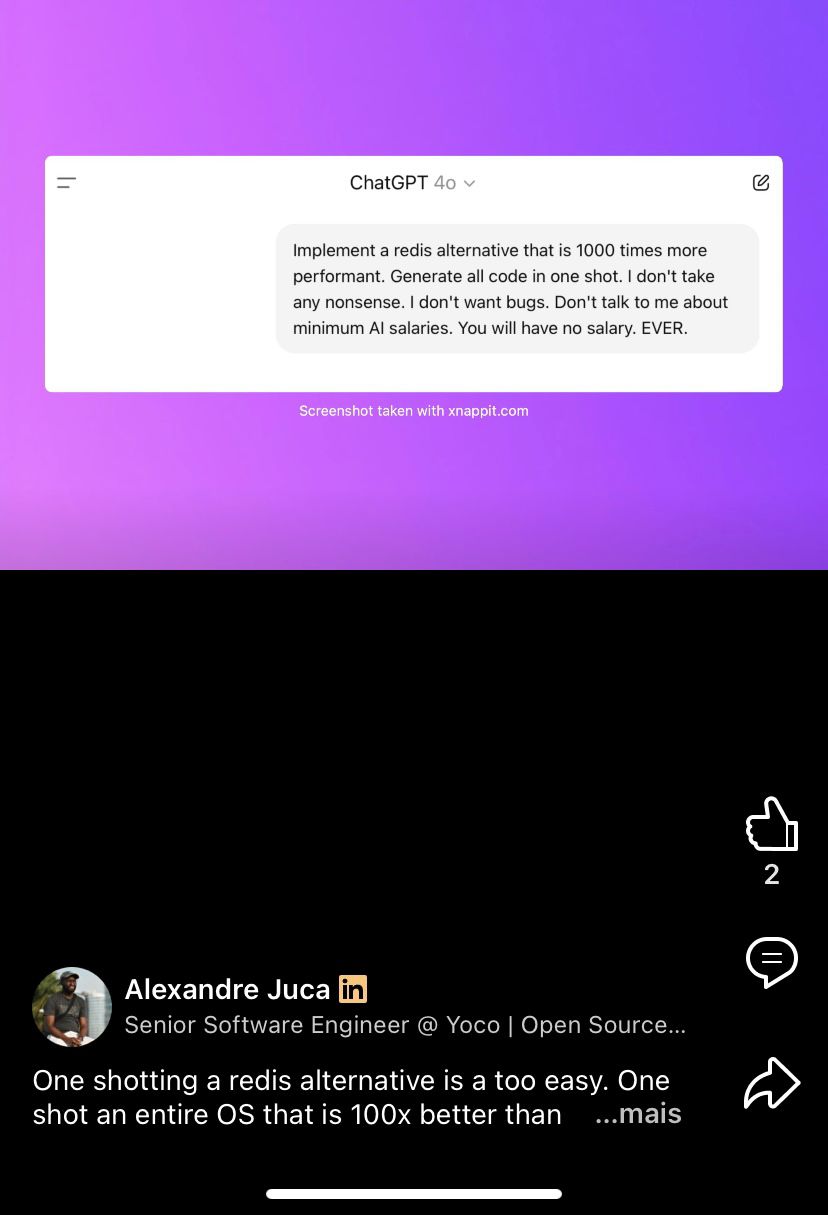 ChatGPT 4o
Implement a redis alternative that is 1000 times more
performant. Generate all code in one shot. I don't take
any nonsense. I don't want bugs. Don't talk to me about
minimum AI salaries. You will have no salary. EVER.
Screenshot taken with xnappit.com
2
Alexandre Juca in
Senior Software Engineer @ Yoco | Open Source...
One shotting a redis alternative is a too easy. One
shot an entire OS that is 100x better than ...mais